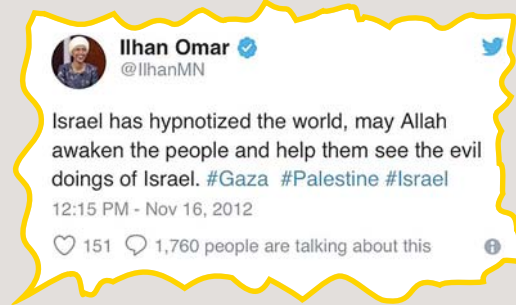 Ilhan Omar
@IlhanMN
Israel has hypnotized the world, may Allah
awaken the people and help them see the evil
doings of Israel. #Gaza #Palestine #Israel
12:15 PM - Nov 16, 2012
151 1,760 people are talking about this